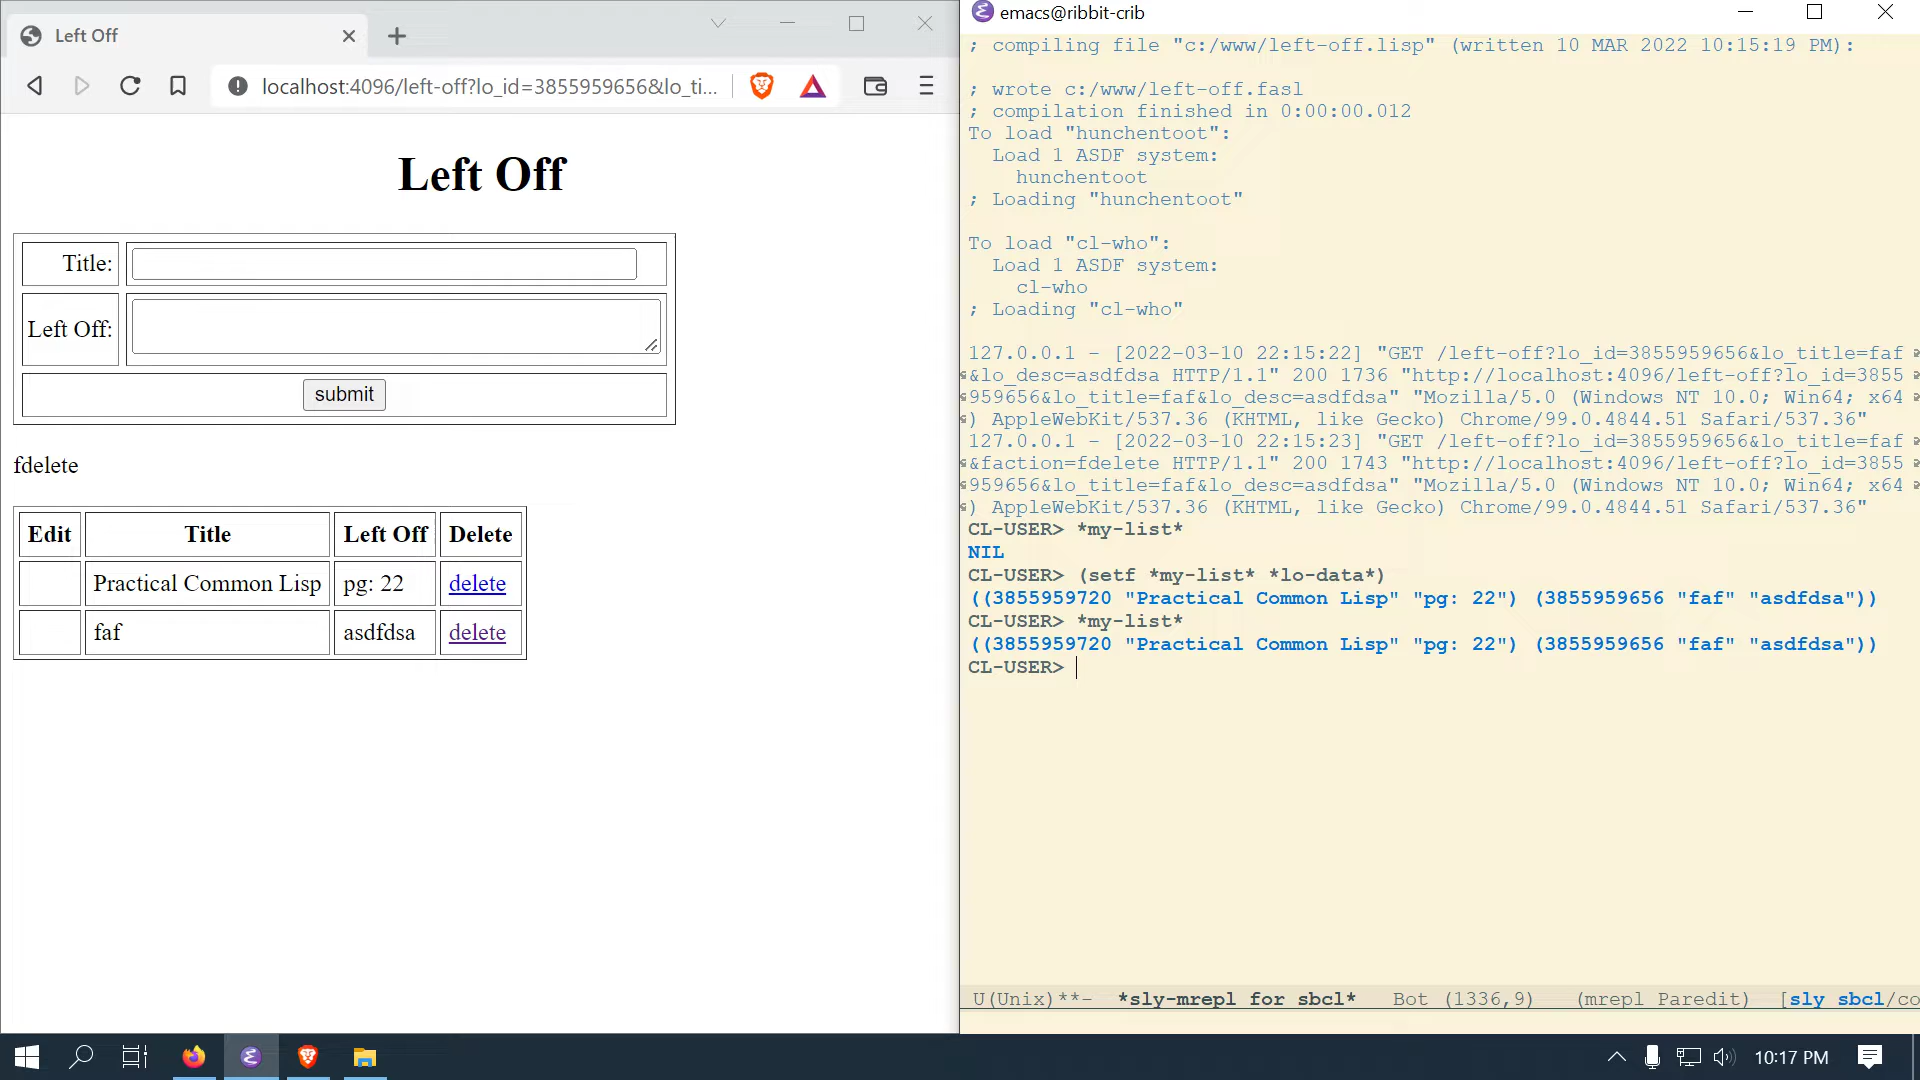 Left Off
localhost:4096/left-off?lo_id=3855959656&lo_ti...
Left Off
Title:
Left Off:
submit
fdelete
Edit Title Left Off Delete
Practical Common Lisp pg: 22 delete
faf asdfdsa delete
emacs@ribbit-crib
; compiling file "c:/www/left-off.lisp" (written 10 MAR 2022 10:15:19 PM):
; wrote c:/www/left-off.fasl
; compilation finished in 0:00:00.012
To load "hunchentoot":
Load 1 ASDF system:
hunchentoot
; Loading "hunchentoot"
To load "cl-who":
Load 1 ASDF system:
cl-who
; Loading "cl-who"
127.0.0.1 - [2022-03-10 22:15:22] "GET /left-off?lo_id=3855959656&lo_title=faf
&lo_desc=asdfdsa HTTP/1.1" 200 1736 "http://localhost:4096/left-off?lo_id=3855
959656&lo_title=faf&lo_desc=asdfdsa" "Mozilla/5.0 (Windows NT 10.0; Win64; x64
) AppleWebKit/537.36 (KHTML, like Gecko) Chrome/99.0.4844.51 Safari/537.36"
127.0.0.1 - [2022-03-10 22:15:23] "GET /left-off?lo_id=3855959656&lo_title=faf
&faction=fdelete HTTP/1.1" 200 1743 "http://localhost:4096/left-off?lo_id=3855
959656&lo_title=faf&lo_desc=asdfdsa" "Mozilla/5.0 (Windows NT 10.0; Win64; x64
) AppleWebKit/537.36 (KHTML, like Gecko) Chrome/99.0.4844.51 Safari/537.36"
CL-USER> *my-list*
NIL
CL-USER> (setf *my-list* *lo-data*)
((3855959720 "Practical Common Lisp" "pg: 22") (3855959656 "faf" "asdfdsa"))
CL-USER> *my-list*
((3855959720 "Practical Common Lisp" "pg: 22") (3855959656 "faf" "asdfdsa"))
CL-USER>
U(Unix)**- *sly-mrepl for sbcl* Bot (1336,9) (mrepl Paredit) [sly sbcl/co
10:17 PM